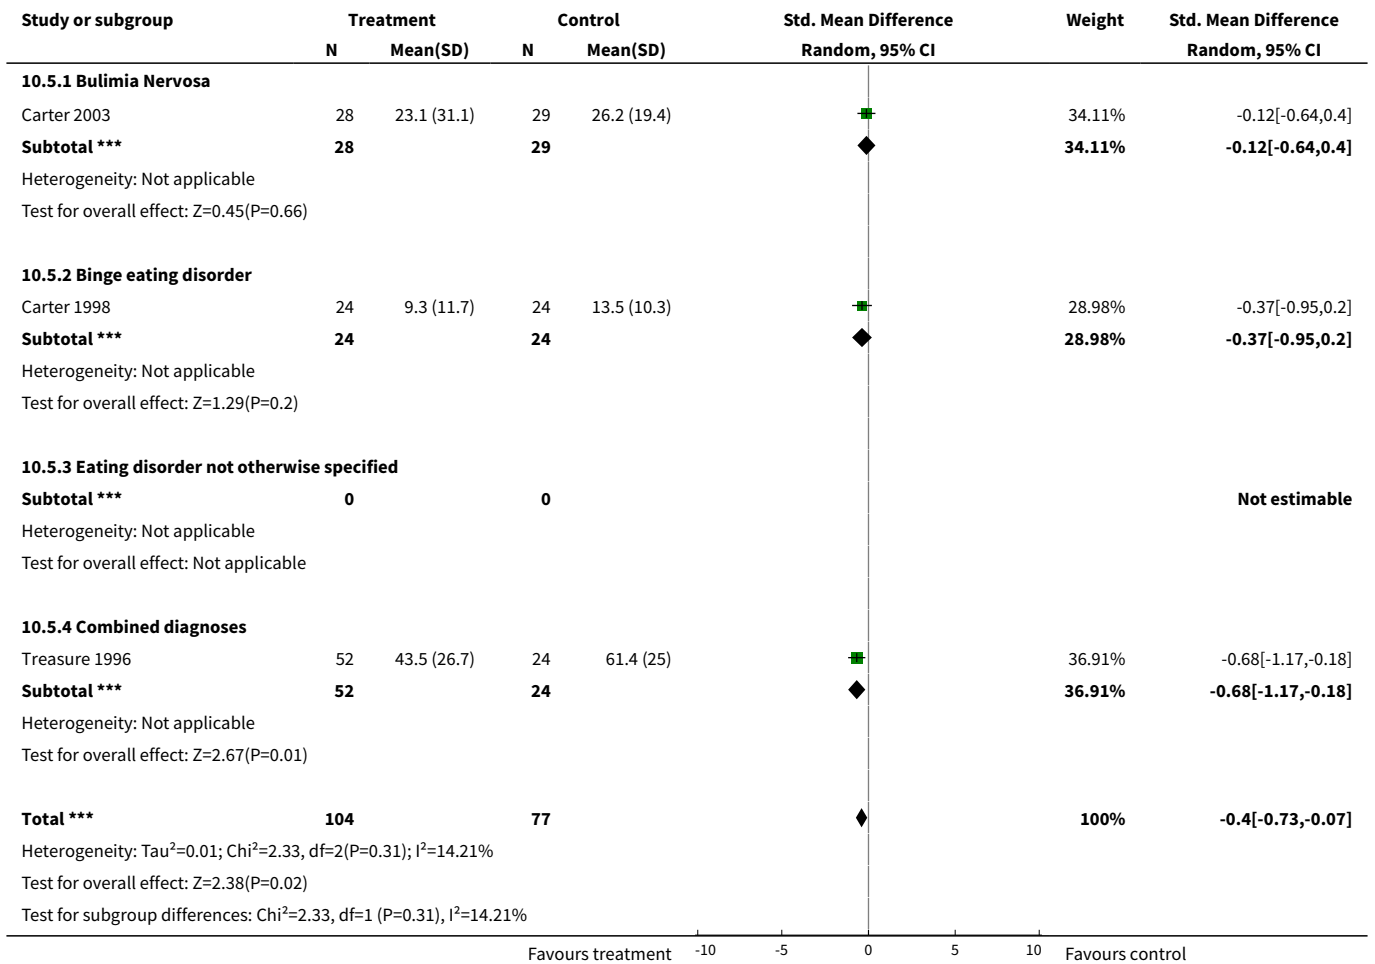 Study or subgroup Treatment Control Std. Mean Difference Weight Std. Mean Difference
N Mean(SD) N Mean(SD) Random, 95% CI Random, 95% CI
10.5.1 Bulimia Nervosa
Carter 2003 28 23.1 (31.1) 29 26.2 (19.4) 34.11% -0.12[-0.64,0.4]
Subtotal *** 28 29 34.11% -0.12[-0.64,0.4]
Heterogeneity: Not applicable
Test for overall effect: Z=0.45(P=0.66)
10.5.2 Binge eating disorder
Carter 1998 24 9.3 (11.7) 24 13.5 (10.3) 28.98% -0.37[-0.95,0.2]
Subtotal *** 24 24 28.98% -0.37[-0.95,0.2]
Heterogeneity: Not applicable
Test for overall effect: Z=1.29(P=0.2)
10.5.3 Eating disorder not otherwise specified
Subtotal *** 0 0 Not estimable
Heterogeneity: Not applicable
Test for overall effect: Not applicable
10.5.4 Combined diagnoses
Treasure 1996 52 43.5 (26.7) 24 61.4 (25) 36.91% -0.68[-1.17,-0.18]
Subtotal *** 52 24 36.91% -0.68[-1.17,-0.18]
Heterogeneity: Not applicable
Test for overall effect: Z=2.67(P=0.01)
Total *** 104 77 100% -0.4[-0.73,-0.07]
Heterogeneity: Tau²=0.01; Chi²=2.33, df=2(P=0.31); I²=14.21%
Test for overall effect: Z=2.38(P=0.02)
Test for subgroup differences: Chi²=2.33, df=1 (P=0.31), I²=14.21%
Favours treatment -10 -5 0 5 10 Favours control